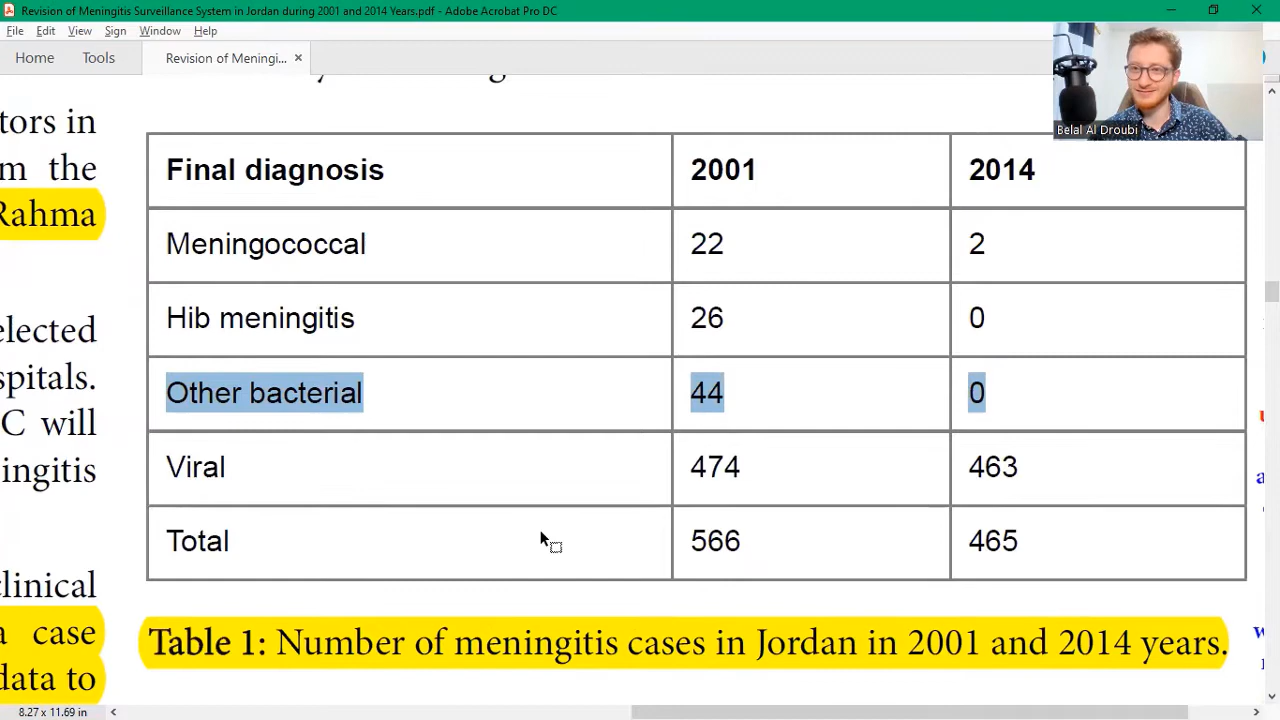 Revision of Meningitis Surveillance System in Jordan during 2001 and 2014 Years.pdf - Adobe Acrobat Pro DC
File Edit View Sign Window Help
Home Tools Revision of Meningi... ×
Belal Al Droubi
tors in
m the
Rahma
elected
spitals.
C will
ingitis
clinical
a case
data to
Final diagnosis 2001 2014
Meningococcal 22 2
Hib meningitis 26 0
Other bacterial 44 0
Viral 474 463
Total 566 465
Table 1: Number of meningitis cases in Jordan in 2001 and 2014 years.
8.27 x 11.69 in